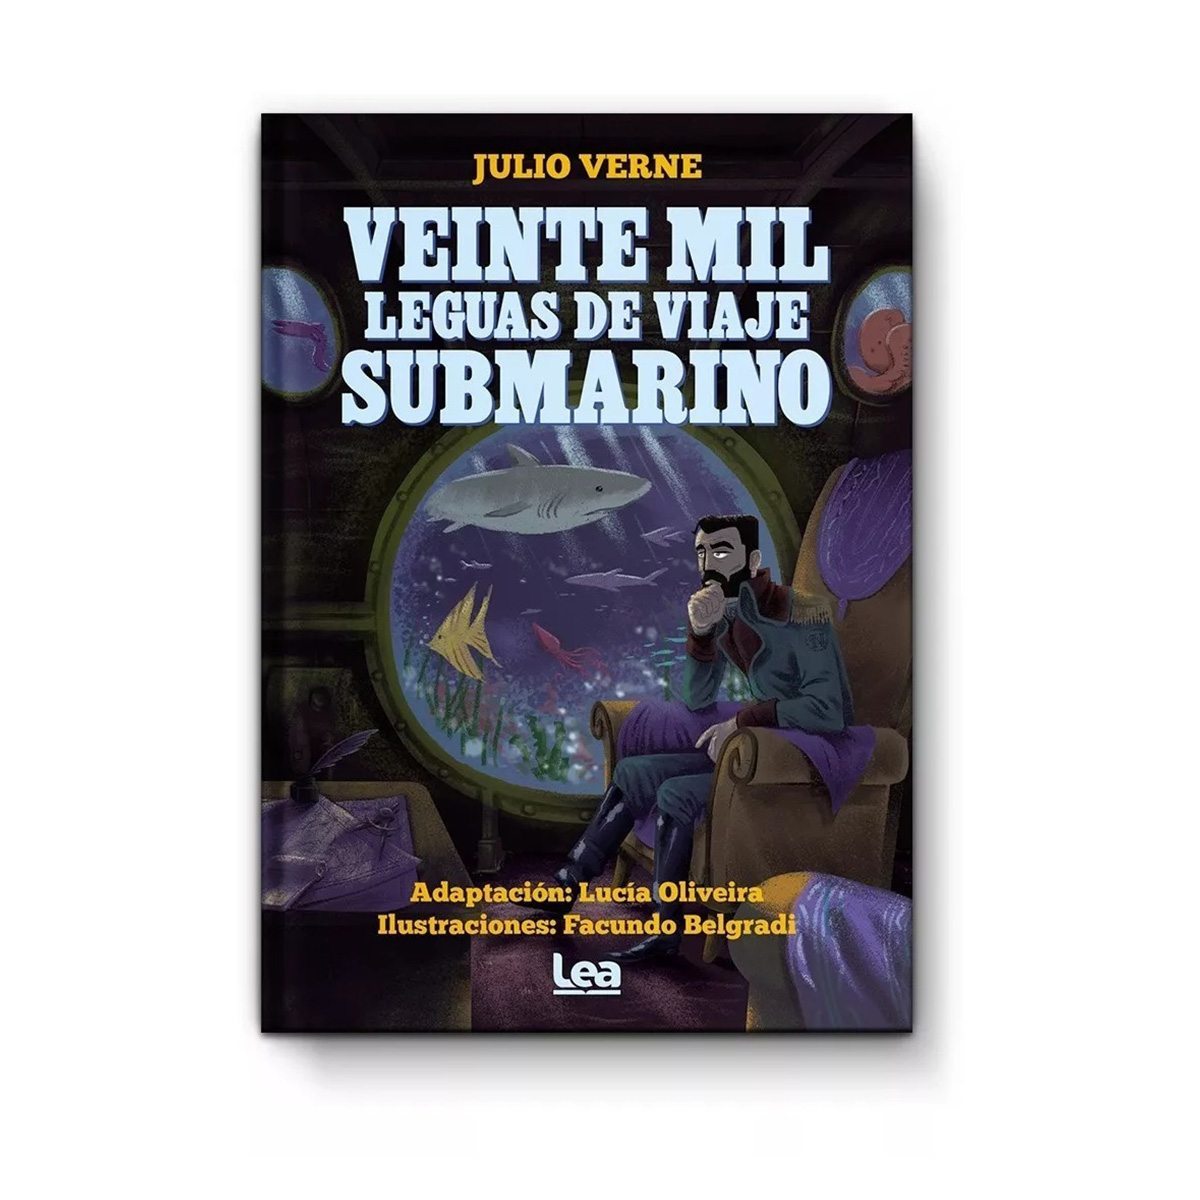 JULIO VERNE
VEINTE MIL
LEGUAS DE VIAJE
SUBMARINO
Adaptación: Lucía Oliveira
Ilustraciones: Facundo Belgradi
Lea